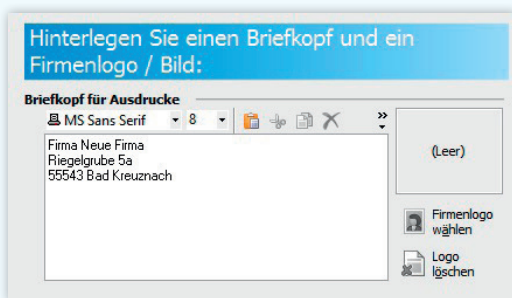 Hinterlegen Sie einen Briefkopf und ein
Firmenlogo / Bild:
Briefkopf für Ausdrucke
MS Sans Serif 8
Firma Neue Firma
Riegelgrube 5a
55543 Bad Kreuznach
(Leer)
Firmenlogo
wählen
Logo
löschen